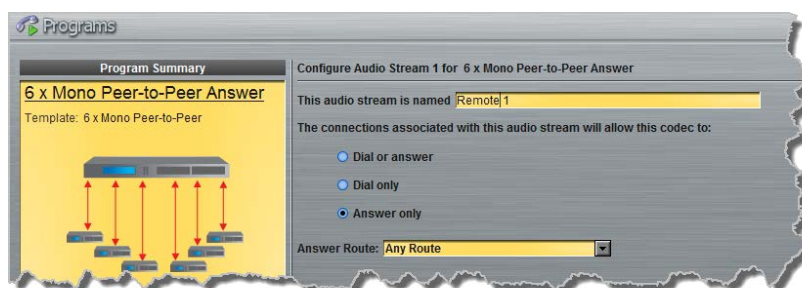 Programs
Program Summary
6 x Mono Peer-to-Peer Answer
Template: 6 x Mono Peer-to-Peer
Configure Audio Stream 1 for 6 x Mono Peer-to-Peer Answer
This audio stream is named Remote 1
The connections associated with this audio stream will allow this codec to:
Dial or answer
Dial only
Answer only
Answer Route: Any Route